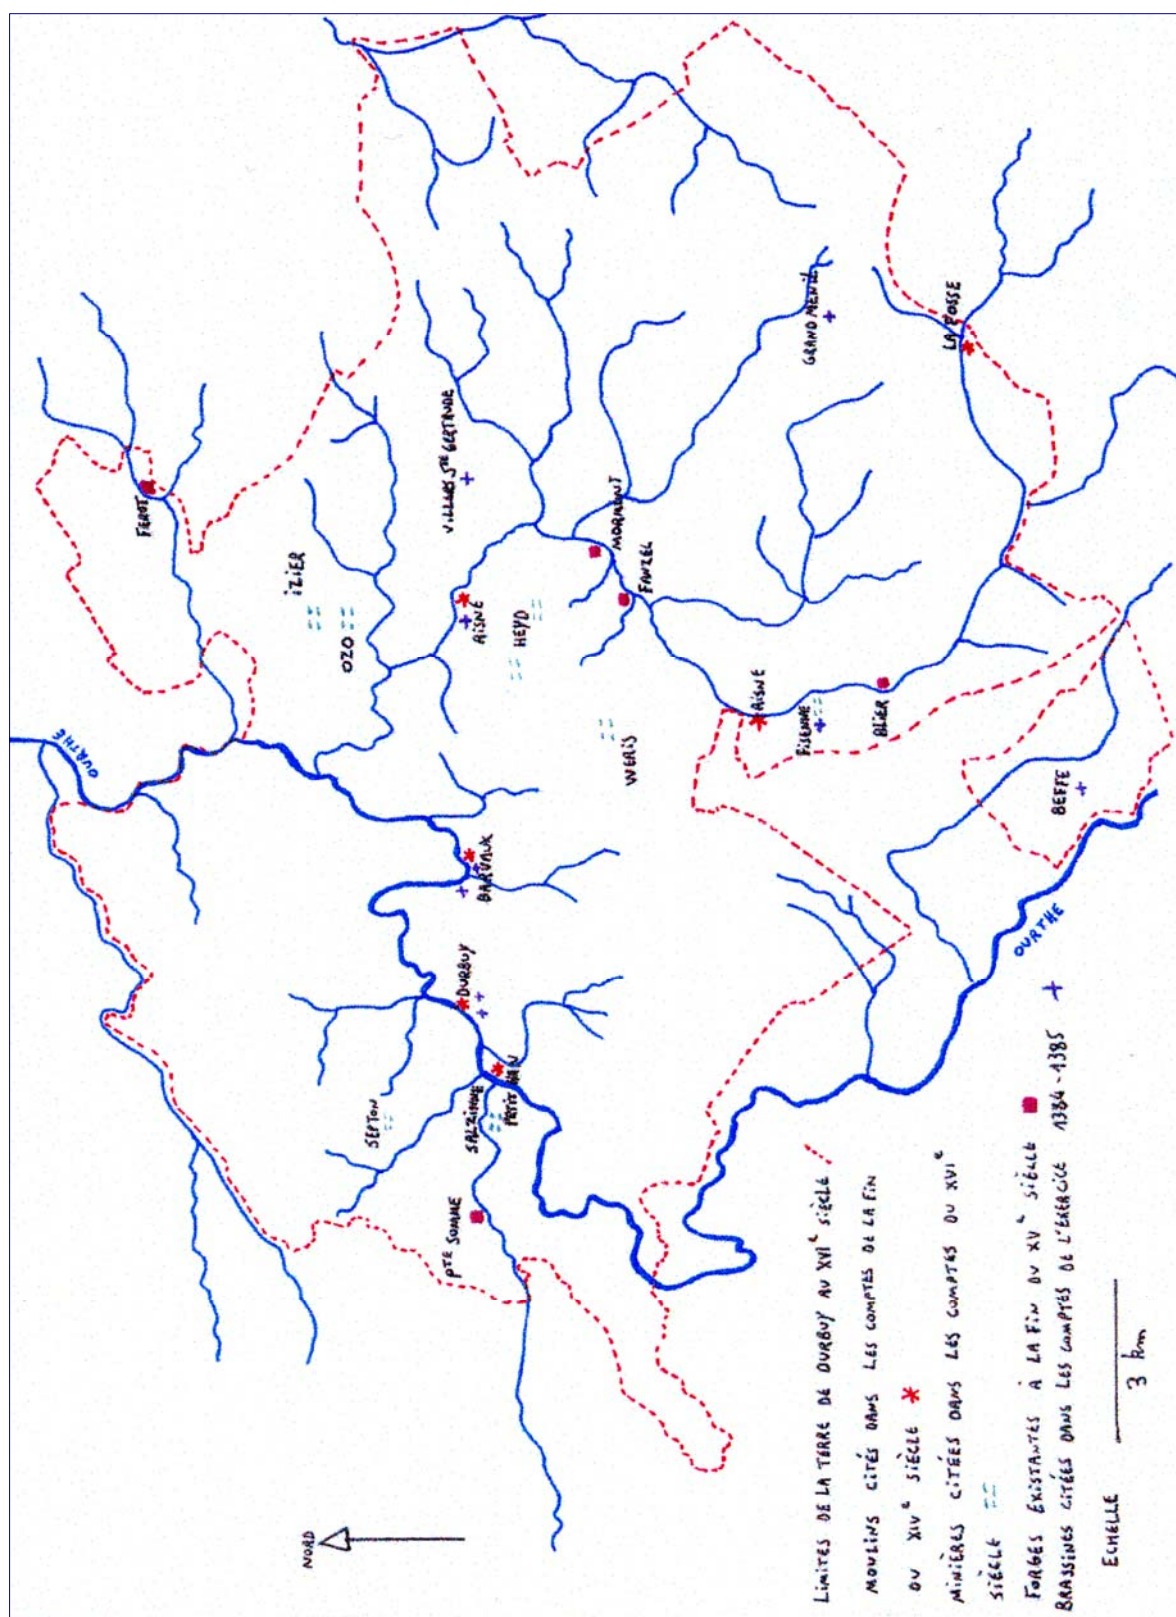 NORD
FEROT
IZIER
OZO
VILLERS STE GERTRUDE
AISNE
HEYD
MORMONT
FANZEL
WERIS
AISNE
FISENNE
BLIER
GRANDMENIL
LA FOSSE
BEFFE
OURTHE
OURTHE
BARVAUX
DURBUY
PETIT HAN
SALZINNE
SEPTON
PTE SOMME
LIMITES DE LA TERRE DE DURBUY AU XVIe SIÈCLE
MOULINS CITÉS DANS LES COMPTES DE LA FIN
DU XIVe SIÈCLE
MINIÈRES CITÉES DANS LES COMPTES DU XVIe
SIÈCLE
FORGES EXISTANTES À LA FIN DU XVe SIÈCLE
BRASSINES CITÉES DANS LES COMPTES DE L'EXERCICE 1384-1385
ECHELLE
3 km